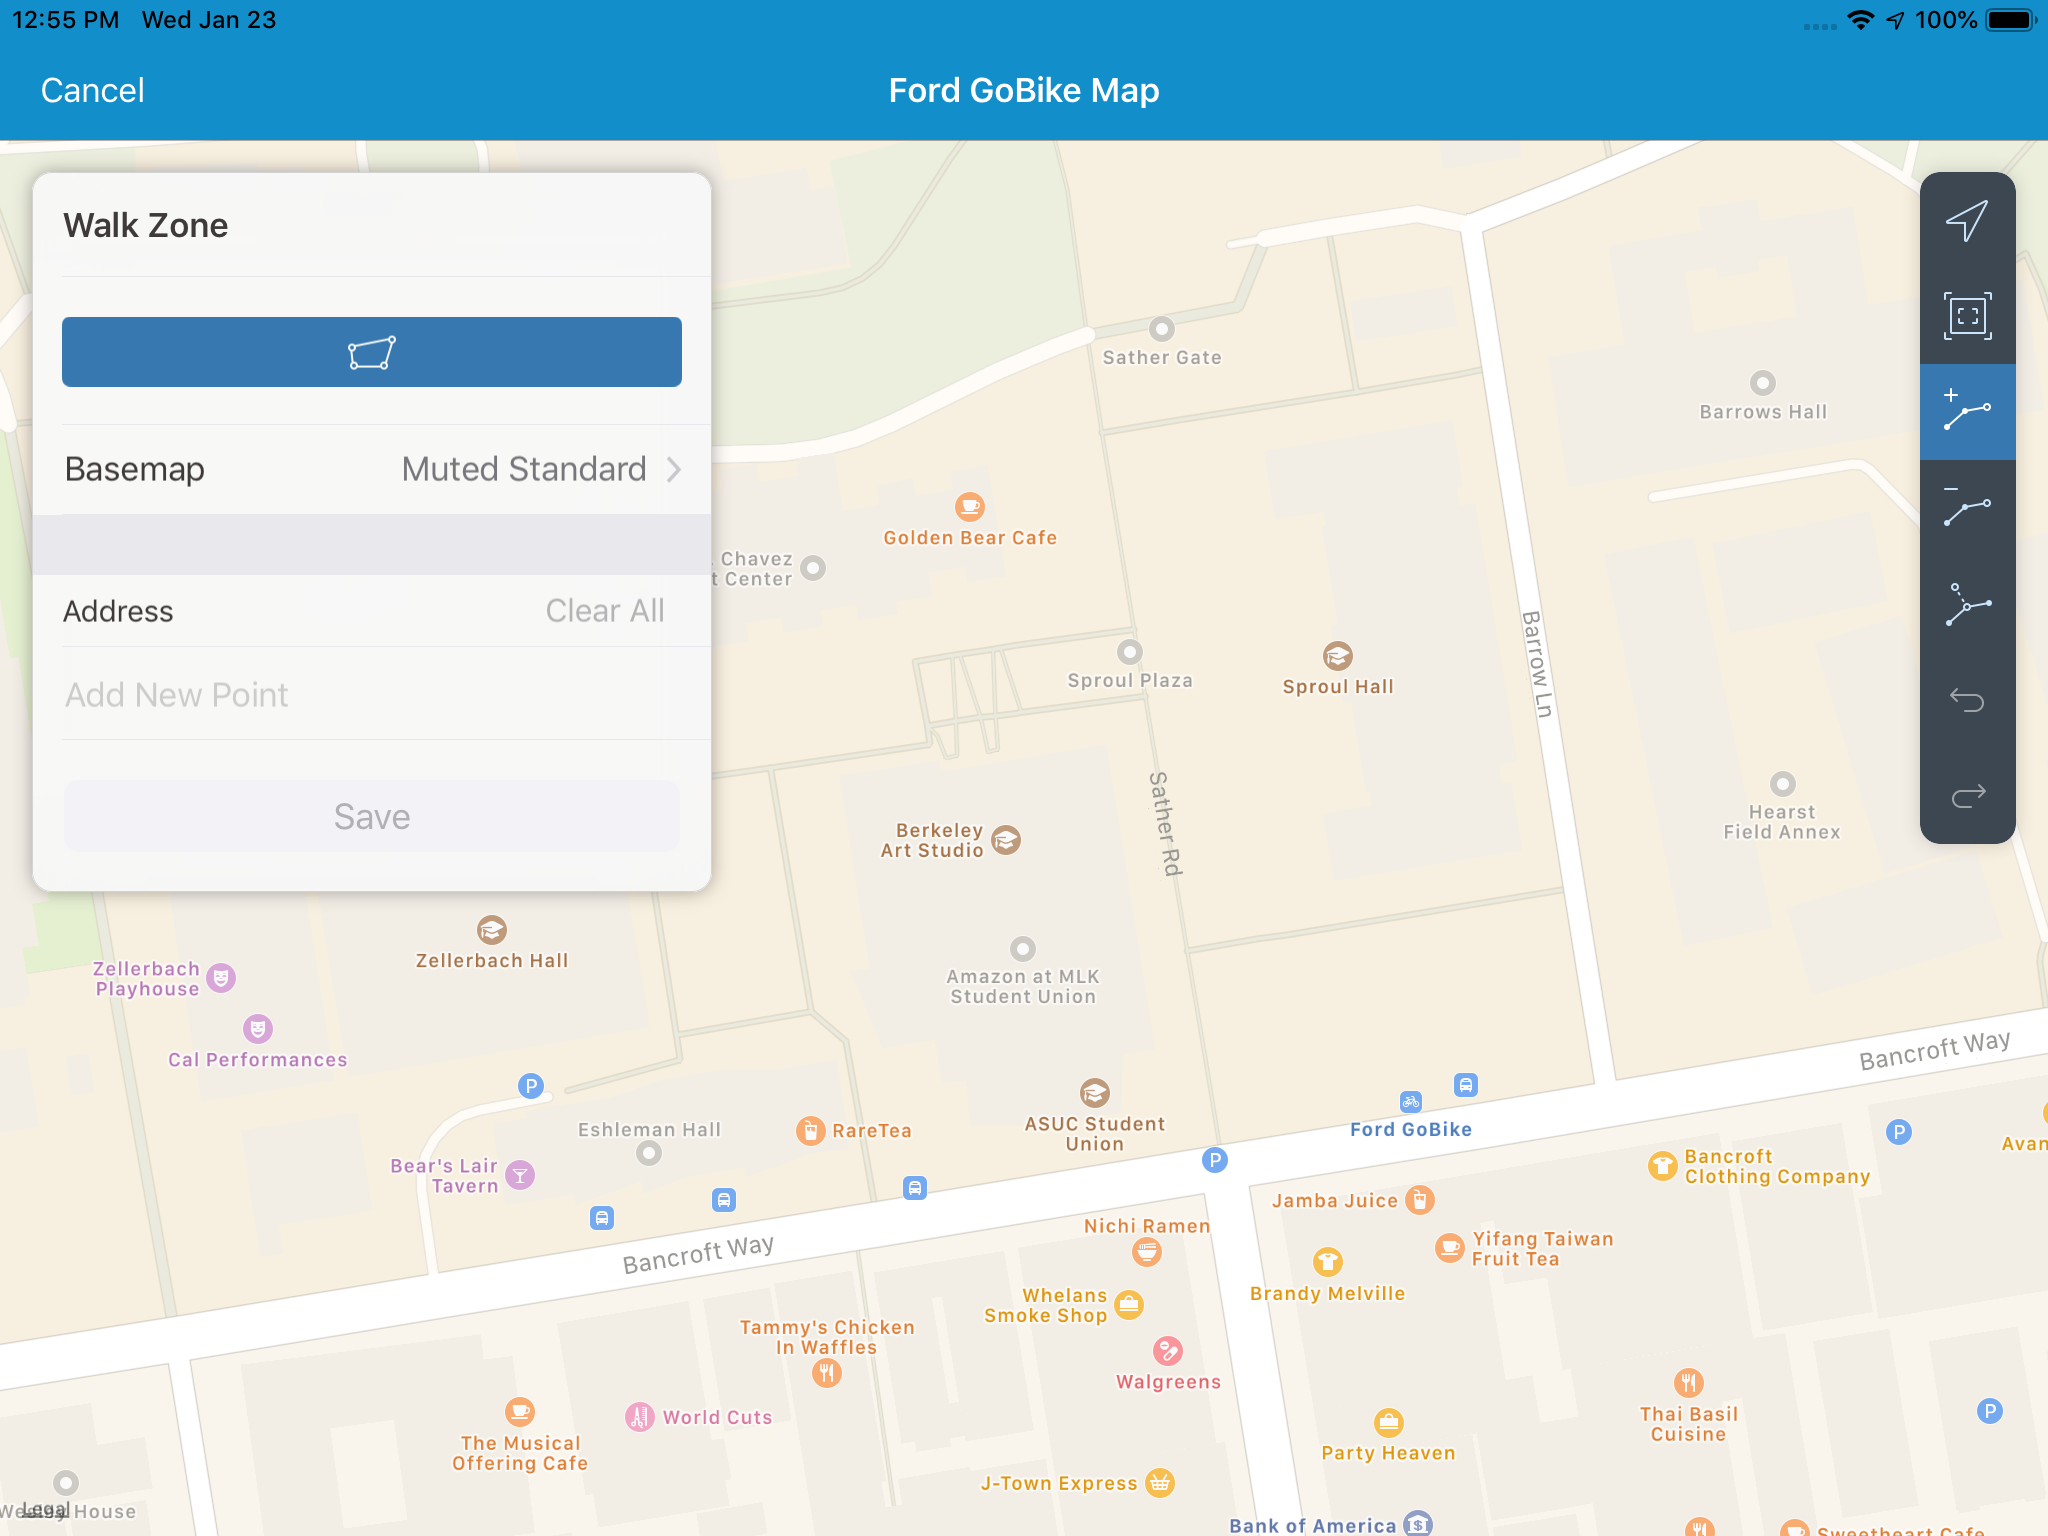 12:55 PM Wed Jan 23
100%
Cancel
Ford GoBike Map
Walk Zone
Basemap
Muted Standard
Address
Clear All
Add New Point
Save
Sather Gate
Barrows Hall
Golden Bear Cafe
Chavez
t Center
Sproul Plaza
Sproul Hall
Barrow Ln
Sather Rd
Hearst
Field Annex
Berkeley
Art Studio
Zellerbach Hall
Zellerbach
Playhouse
Amazon at MLK
Student Union
Cal Performances
Bancroft Way
P
ASUC Student
Union
Eshleman Hall
RareTea
Ford GoBike
P
P
Bear's Lair
Tavern
Bancroft
Clothing Company
Avan
Jamba Juice
Nichi Ramen
Bancroft Way
Yifang Taiwan
Fruit Tea
Brandy Melville
Whelans
Smoke Shop
Tammy's Chicken
In Waffles
Walgreens
World Cuts
The Musical
Offering Cafe
Thai Basil
Cuisine
P
Party Heaven
J-Town Express
Legal
House
Bank of America
Sweetheart Cafe